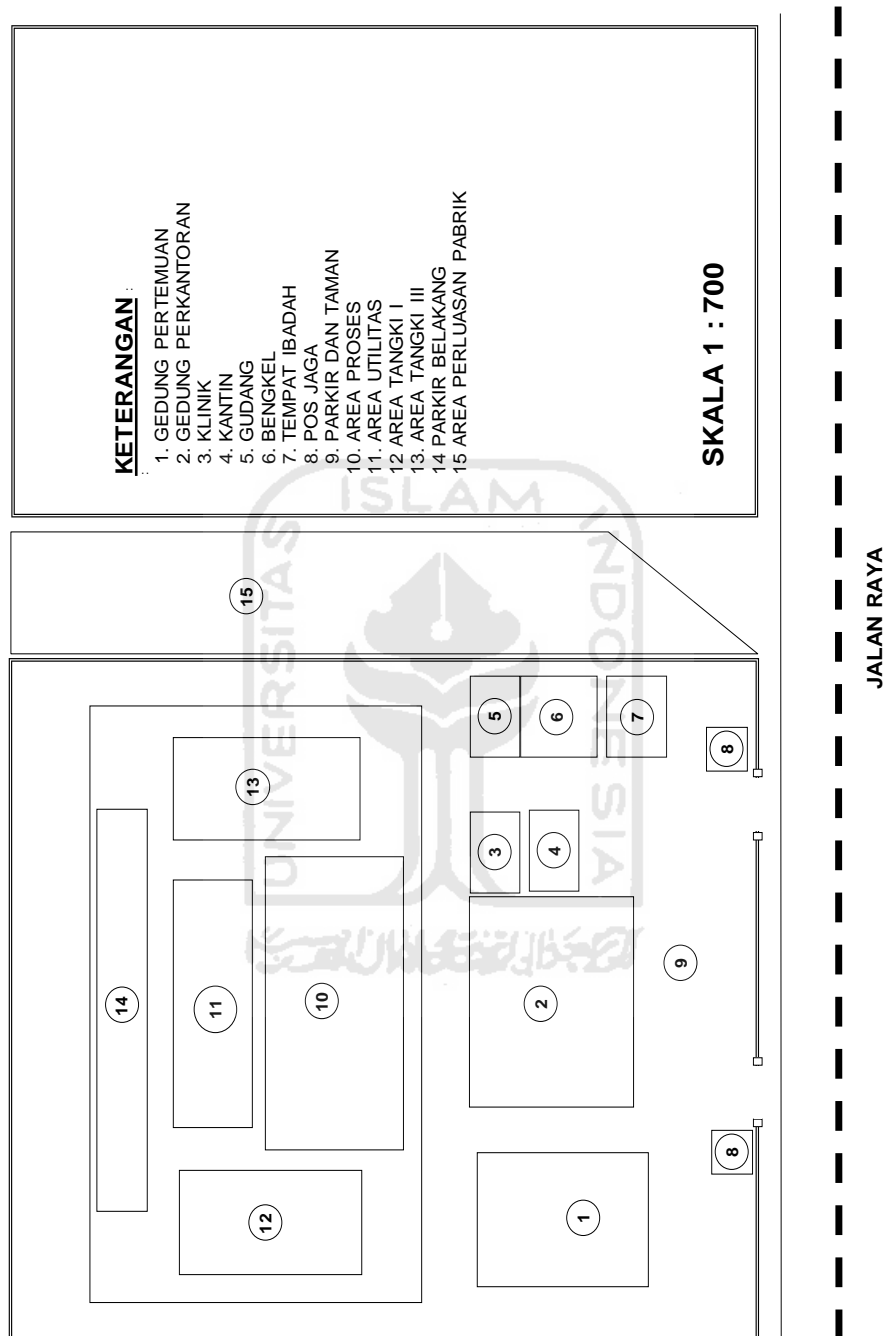 KETERANGAN :
:
1. GEDUNG PERTEMUAN
2. GEDUNG PERKANTORAN
3. KLINIK
4. KANTIN
5. GUDANG
6. BENGKEL
7. TEMPAT IBADAH
8. POS JAGA
9. PARKIR DAN TAMAN
10. AREA PROSES
11. AREA UTILITAS
12 AREA TANGKI I
13. AREA TANGKI III
14 PARKIR BELAKANG
15 AREA PERLUASAN PABRIK
SKALA 1 : 700
14
11
13
12
10
15
1
2
3
4
5
6
7
9
8
8
JALAN RAYA
UNIVERSITAS
ISLAM
INDONESIA